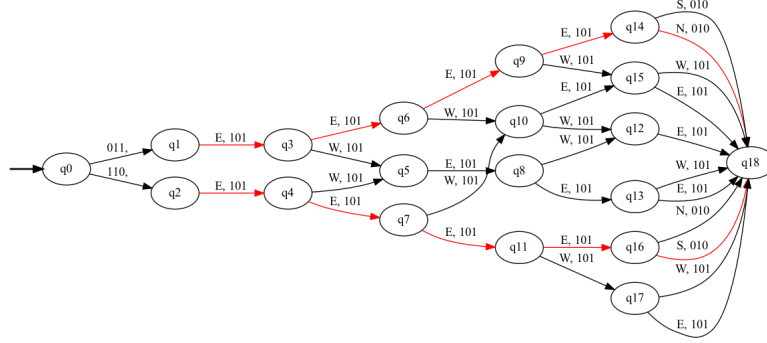 S, 010
q14
N, 010
E, 101
q9
W, 101
W, 101
E, 101
q15
E, 101
E, 101
q6
E, 101
W, 101
q10
W, 101
q12
E, 101
011,
q1
E, 101
q3
W, 101
W, 101
q0
q5
E, 101
q8
q18
W, 101
W, 101
110,
q2
E, 101
q4
W, 101
E, 101
E, 101
q13
E, 101
q7
N, 010
E, 101
q11
E, 101
q16
S, 010
W, 101
W, 101
q17
E, 101